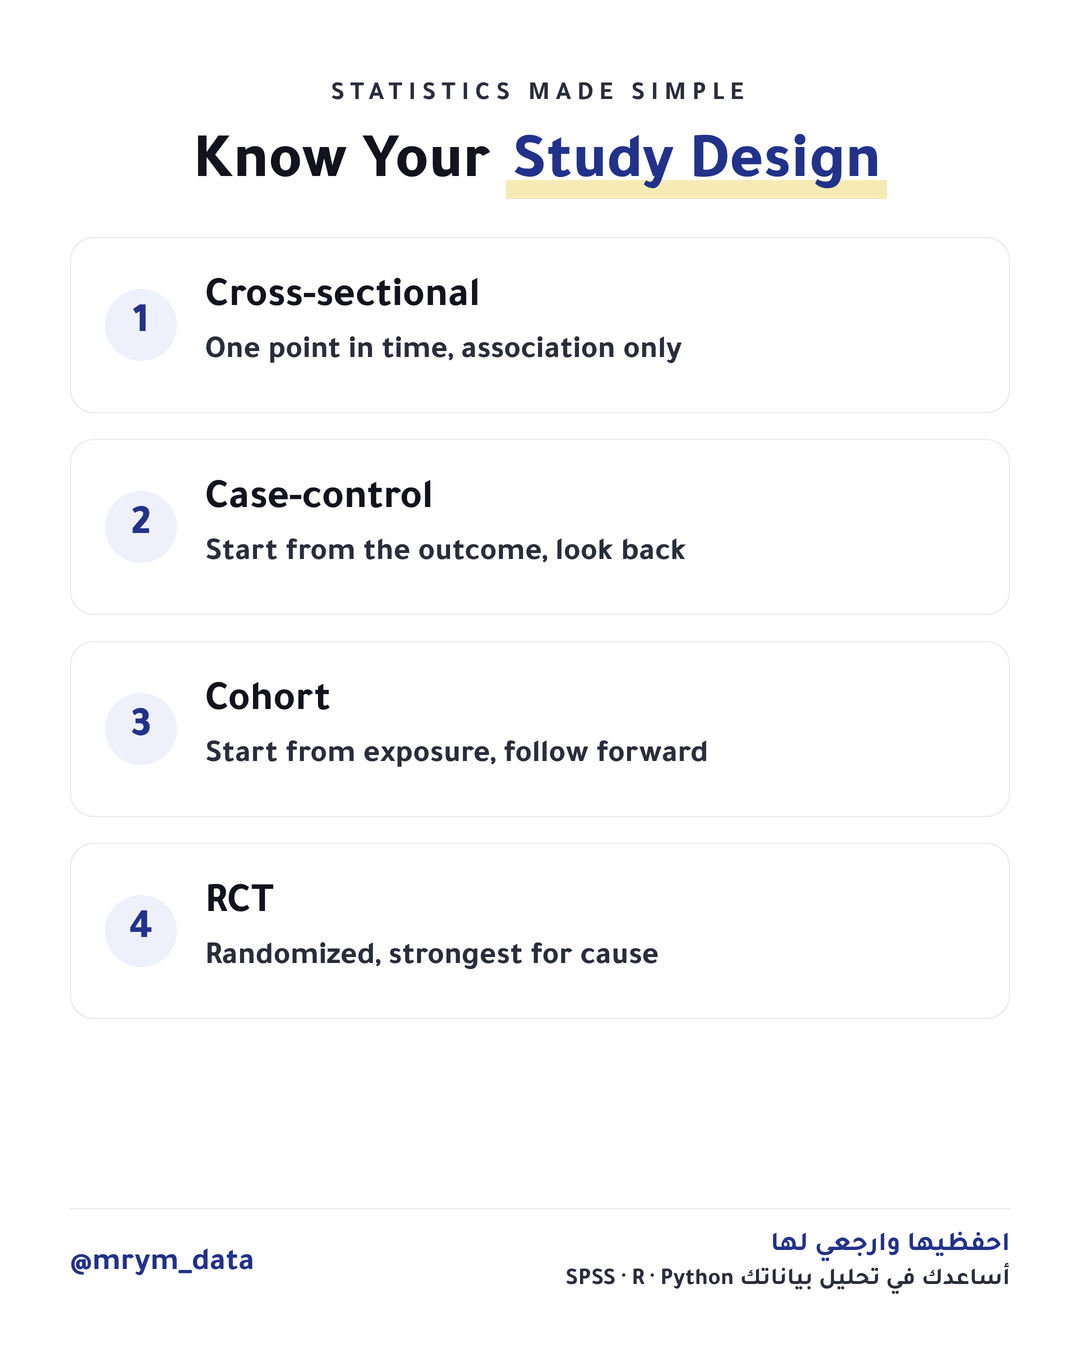 STATISTICS MADE SIMPLE
Know Your Study Design
1
Cross-sectional
One point in time, association only
2
Case-control
Start from the outcome, look back
3
Cohort
Start from exposure, follow forward
4
RCT
Randomized, strongest for cause
@mrym_data
احفظيها وارجعي لها
أساعدك في تحليل بياناتك SPSS · R · Python